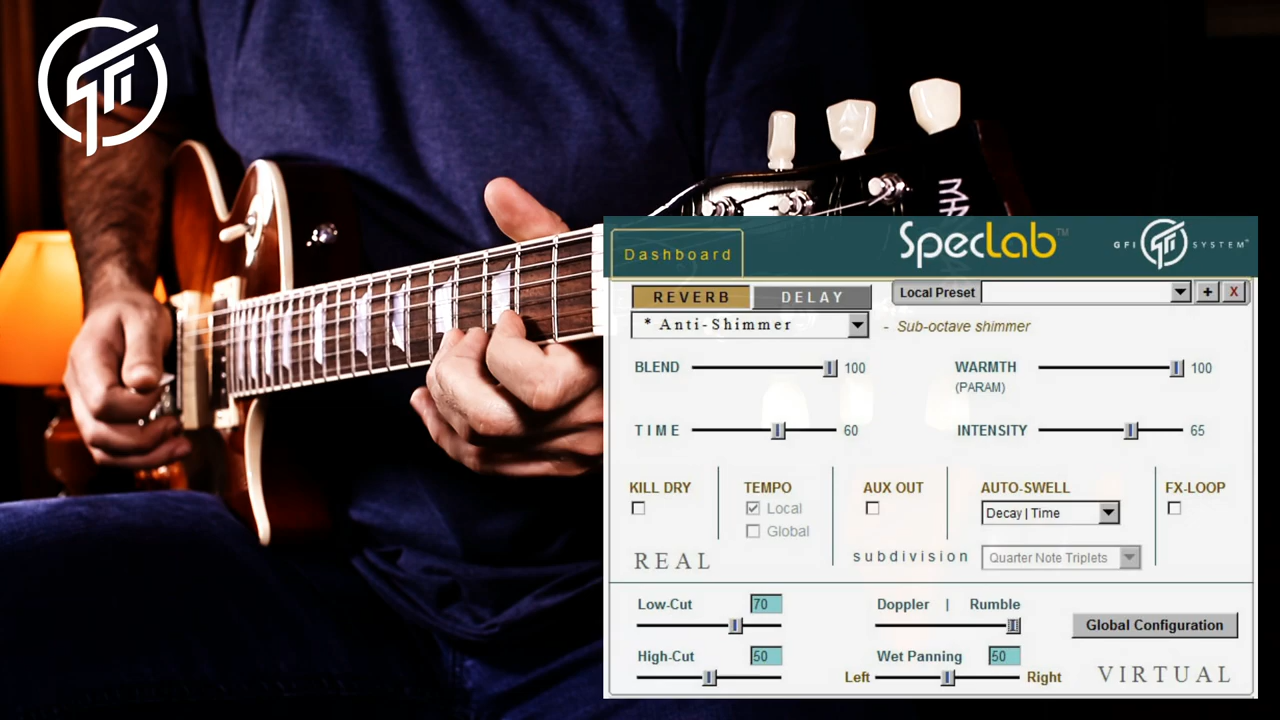 GFI
Dashboard
SpecLab™
GFI SYSTEM
REVERB DELAY
Local Preset + X
* Anti-Shimmer
- Sub-octave shimmer
BLEND 100
WARMTH 100
(PARAM)
TIME 60
INTENSITY 65
KILL DRY
TEMPO
Local
Global
AUX OUT
AUTO-SWELL
Decay | Time
FX-LOOP
REAL
subdivision Quarter Note Triplets
Low-Cut 70
Doppler | Rumble
Global Configuration
High-Cut 50
Wet Panning 50
Left Right
VIRTUAL